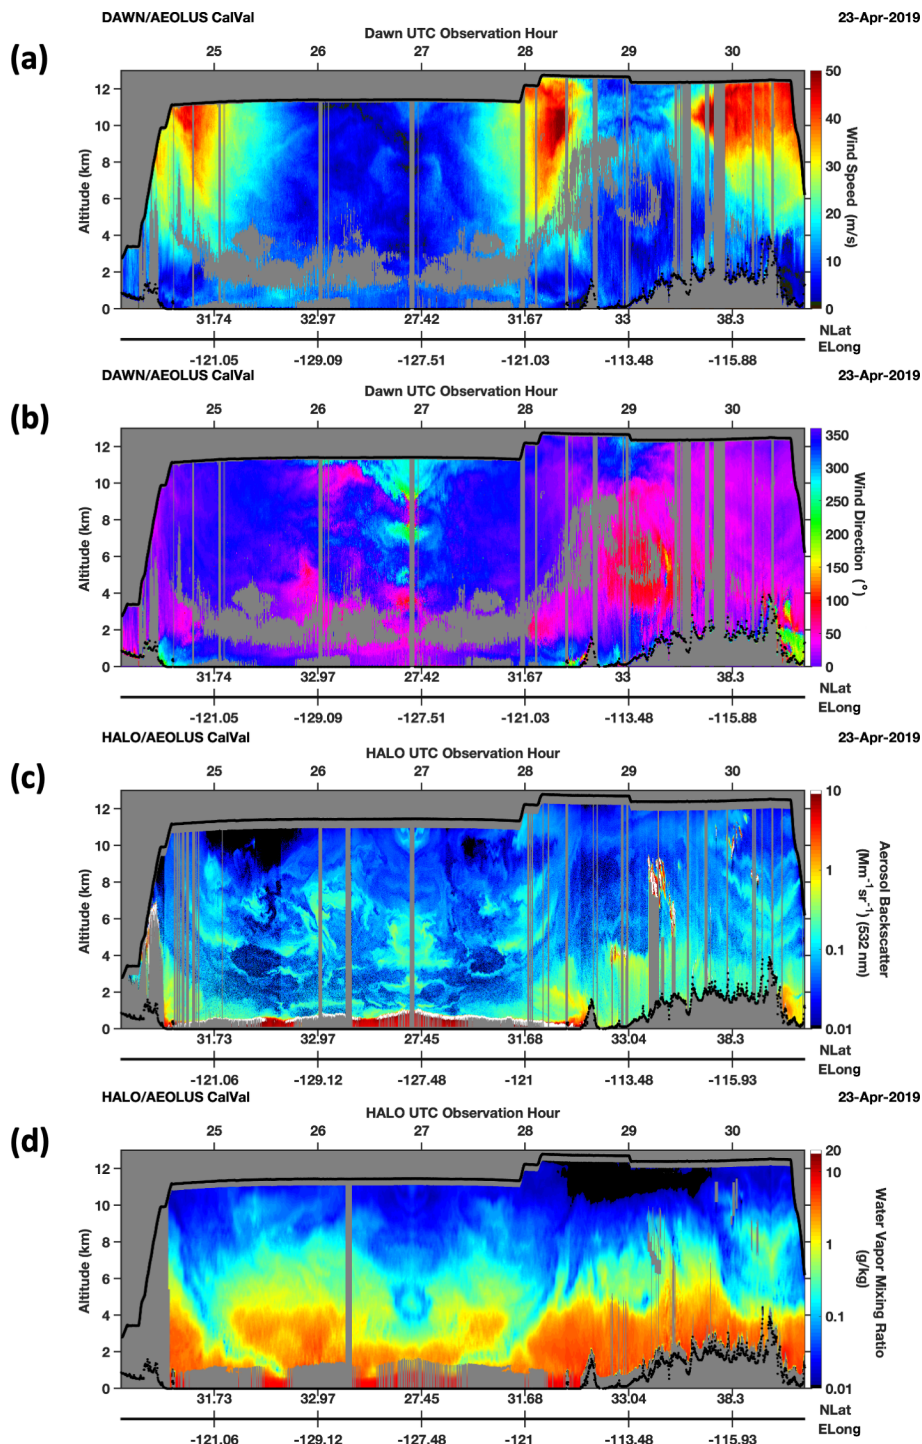 DAWN/AEOLUS CalVal 23-Apr-2019
Dawn UTC Observation Hour
(a)
25 26 27 28 29 30
12
10
8
6
4
2
0
Altitude (km)
50
40
30
20
10
0
Wind Speed (m/s)
31.74 32.97 27.42 31.67 33 38.3
NLat
ELong
-121.05 -129.09 -127.51 -121.03 -113.48 -115.88
DAWN/AEOLUS CalVal 23-Apr-2019
Dawn UTC Observation Hour
(b)
25 26 27 28 29 30
12
10
8
6
4
2
0
Altitude (km)
350
300
250
200
150
100
50
0
Wind Direction (°)
31.74 32.97 27.42 31.67 33 38.3
NLat
ELong
-121.05 -129.09 -127.51 -121.03 -113.48 -115.88
HALO/AEOLUS CalVal 23-Apr-2019
HALO UTC Observation Hour
(c)
25 26 27 28 29 30
12
10
8
6
4
2
0
Altitude (km)
10
1
0.1
0.01
Aerosol Backscatter
(Mm⁻¹ sr⁻¹) (532 nm)
31.73 32.97 27.45 31.68 33.04 38.3
NLat
ELong
-121.06 -129.12 -127.48 -121 -113.48 -115.93
HALO/AEOLUS CalVal 23-Apr-2019
HALO UTC Observation Hour
(d)
25 26 27 28 29 30
12
10
8
6
4
2
0
Altitude (km)
20
10
1
0.1
0.01
Water Vapor Mixing Ratio
(g/kg)
31.73 32.97 27.45 31.68 33.04 38.3
NLat
ELong
-121.06 -129.12 -127.48 -121 -113.48 -115.93